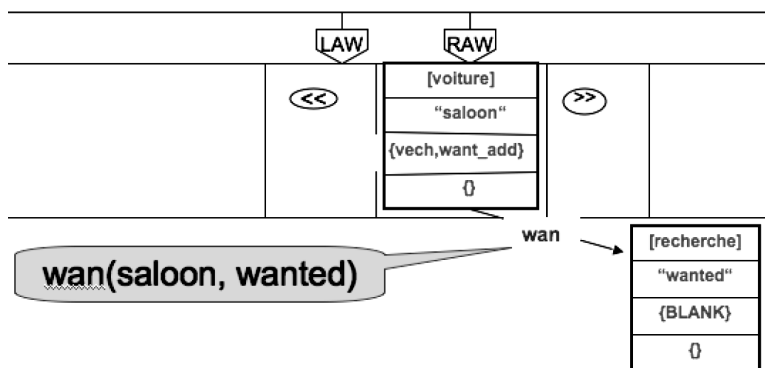 LAW RAW
[voiture]
<< >>
“saloon“
{vech,want_add}
{}
wan
[recherche]
wan(saloon, wanted)
“wanted“
{BLANK}
{}